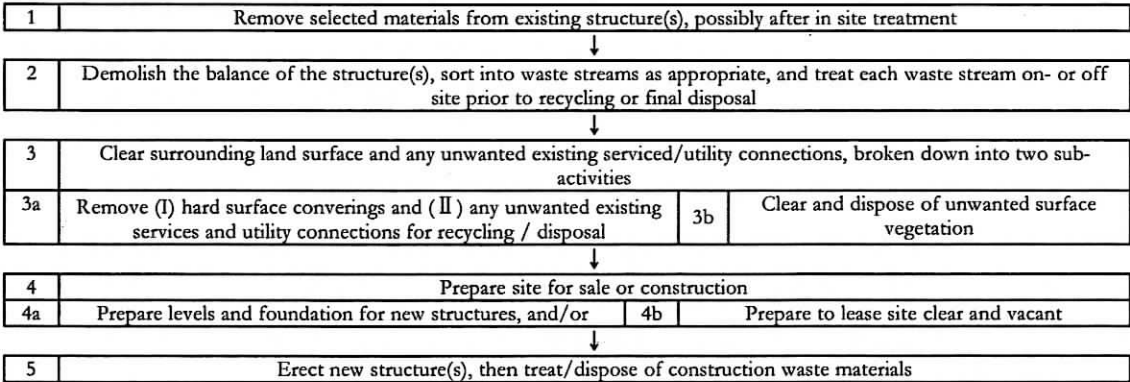 1 Remove selected materials from existing structure(s), possibly after in site treatment
↓
2 Demolish the balance of the structure(s), sort into waste streams as appropriate, and treat each waste stream on- or off
site prior to recycling or final disposal
↓
3 Clear surrounding land surface and any unwanted existing serviced/utility connections, broken down into two sub-
activities
3a Remove (I) hard surface converings and (Ⅱ) any unwanted existing
services and utility connections for recycling / disposal
3b Clear and dispose of unwanted surface
vegetation
↓
4 Prepare site for sale or construction
4a Prepare levels and foundation for new structures, and/or 4b Prepare to lease site clear and vacant
↓
5 Erect new structure(s), then treat/dispose of construction waste materials